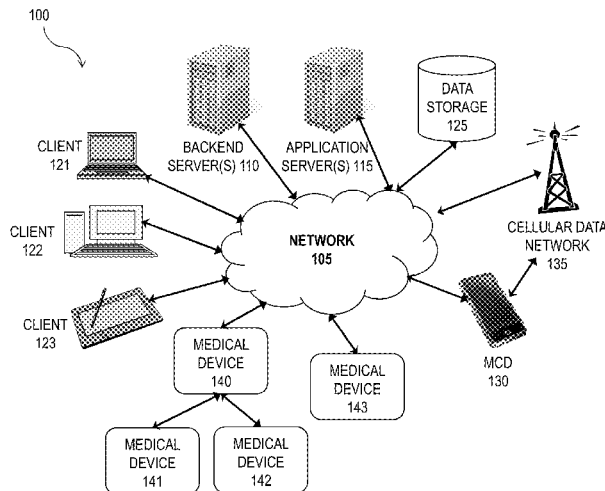 100
CLIENT
121
BACKEND
SERVER(S) 110
APPLICATION
SERVER(S) 115
DATA
STORAGE
125
CLIENT
122
NETWORK
105
CELLULAR DATA
NETWORK
135
CLIENT
123
MCD
130
MEDICAL
DEVICE
140
MEDICAL
DEVICE
143
MEDICAL
DEVICE
141
MEDICAL
DEVICE
142